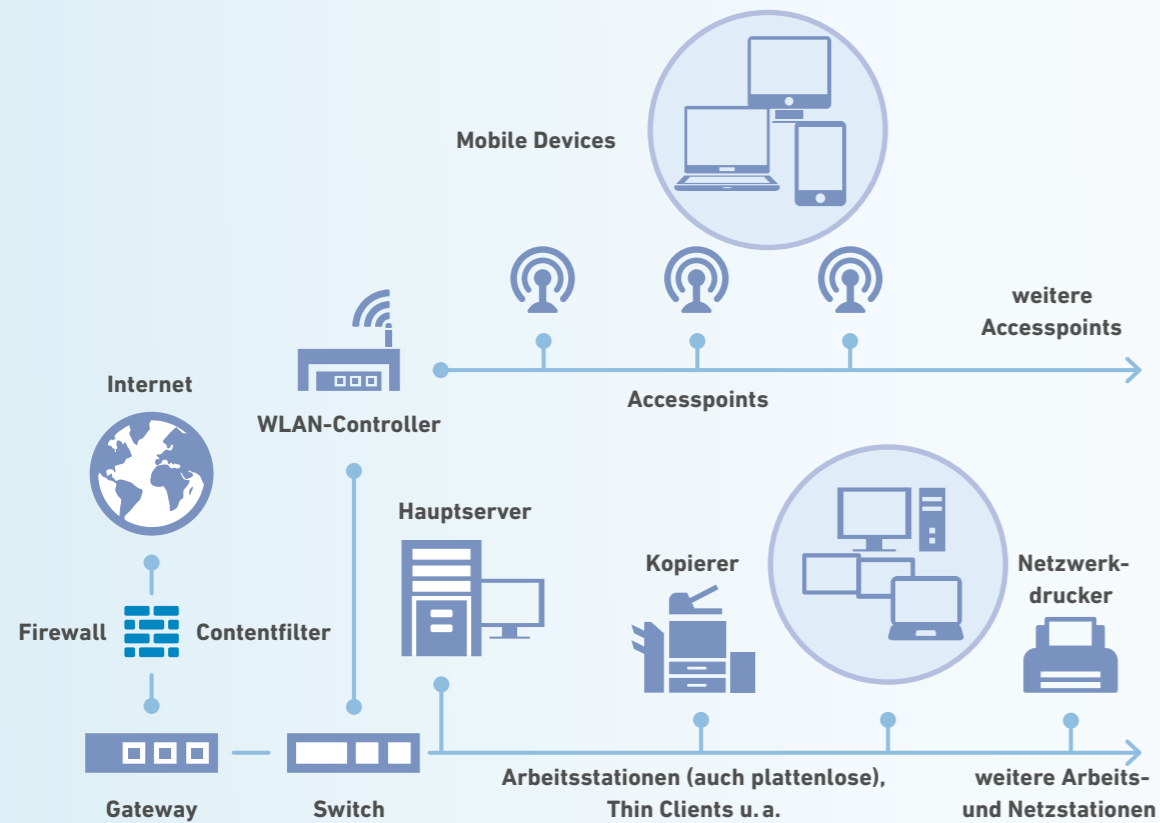 Mobile Devices
weitere
Accesspoints
Internet
Accesspoints
WLAN-Controller
Hauptserver
Kopierer
Netzwerk-
drucker
Firewall
Contentfilter
Arbeitsstationen (auch plattenlose),
Thin Clients u. a.
weitere Arbeits-
und Netzstationen
Gateway
Switch